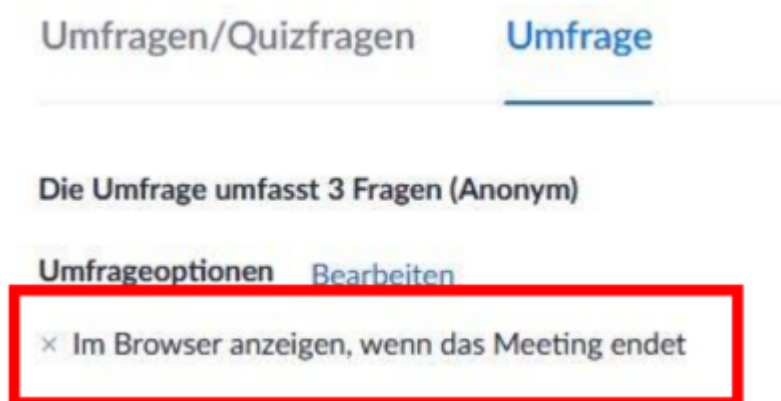 Umfragen/Quizfragen Umfrage
Die Umfrage umfasst 3 Fragen (Anonym)
Umfrageoptionen Bearbeiten
× Im Browser anzeigen, wenn das Meeting endet